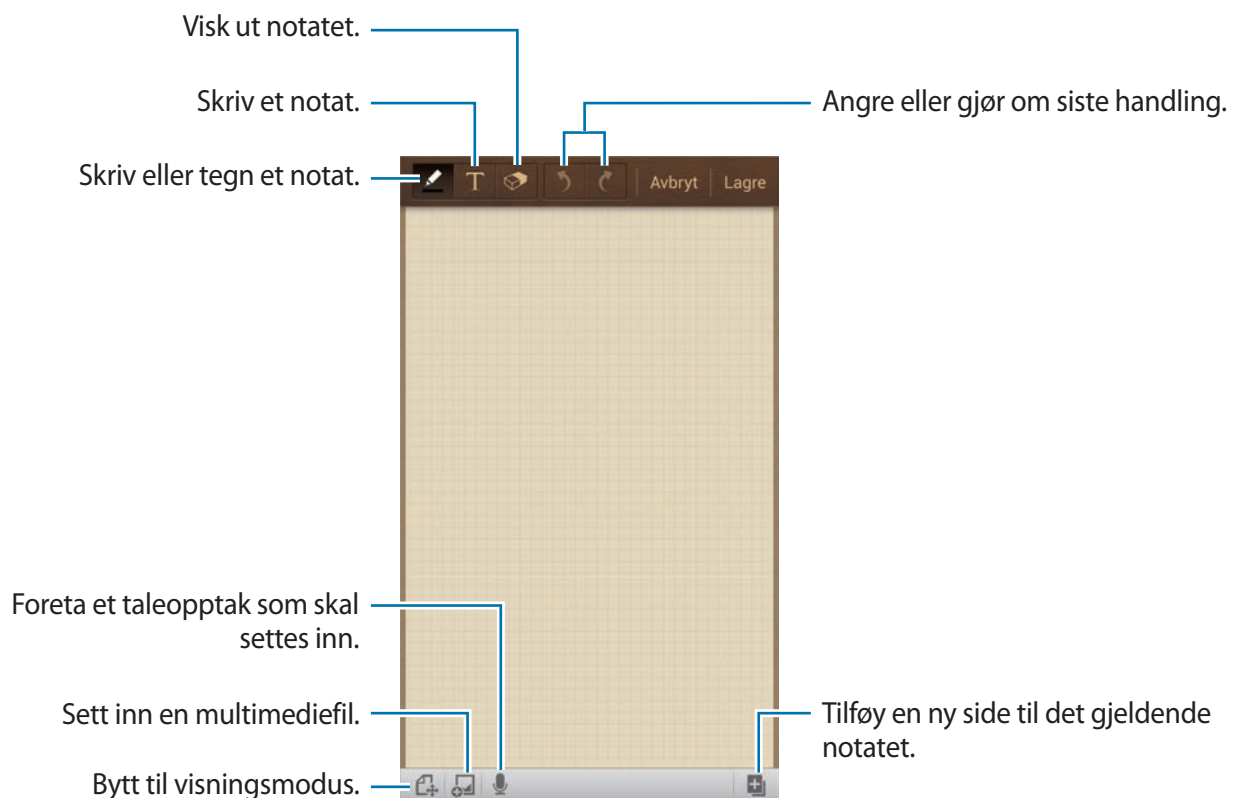 Visk ut notatet.
Skriv et notat.
Angre eller gjør om siste handling.
Skriv eller tegn et notat.
T
Avbryt
Lagre
Foreta et taleopptak som skal
settes inn.
Sett inn en multimediefil.
Tilføy en ny side til det gjeldende
notatet.
Bytt til visningsmodus.